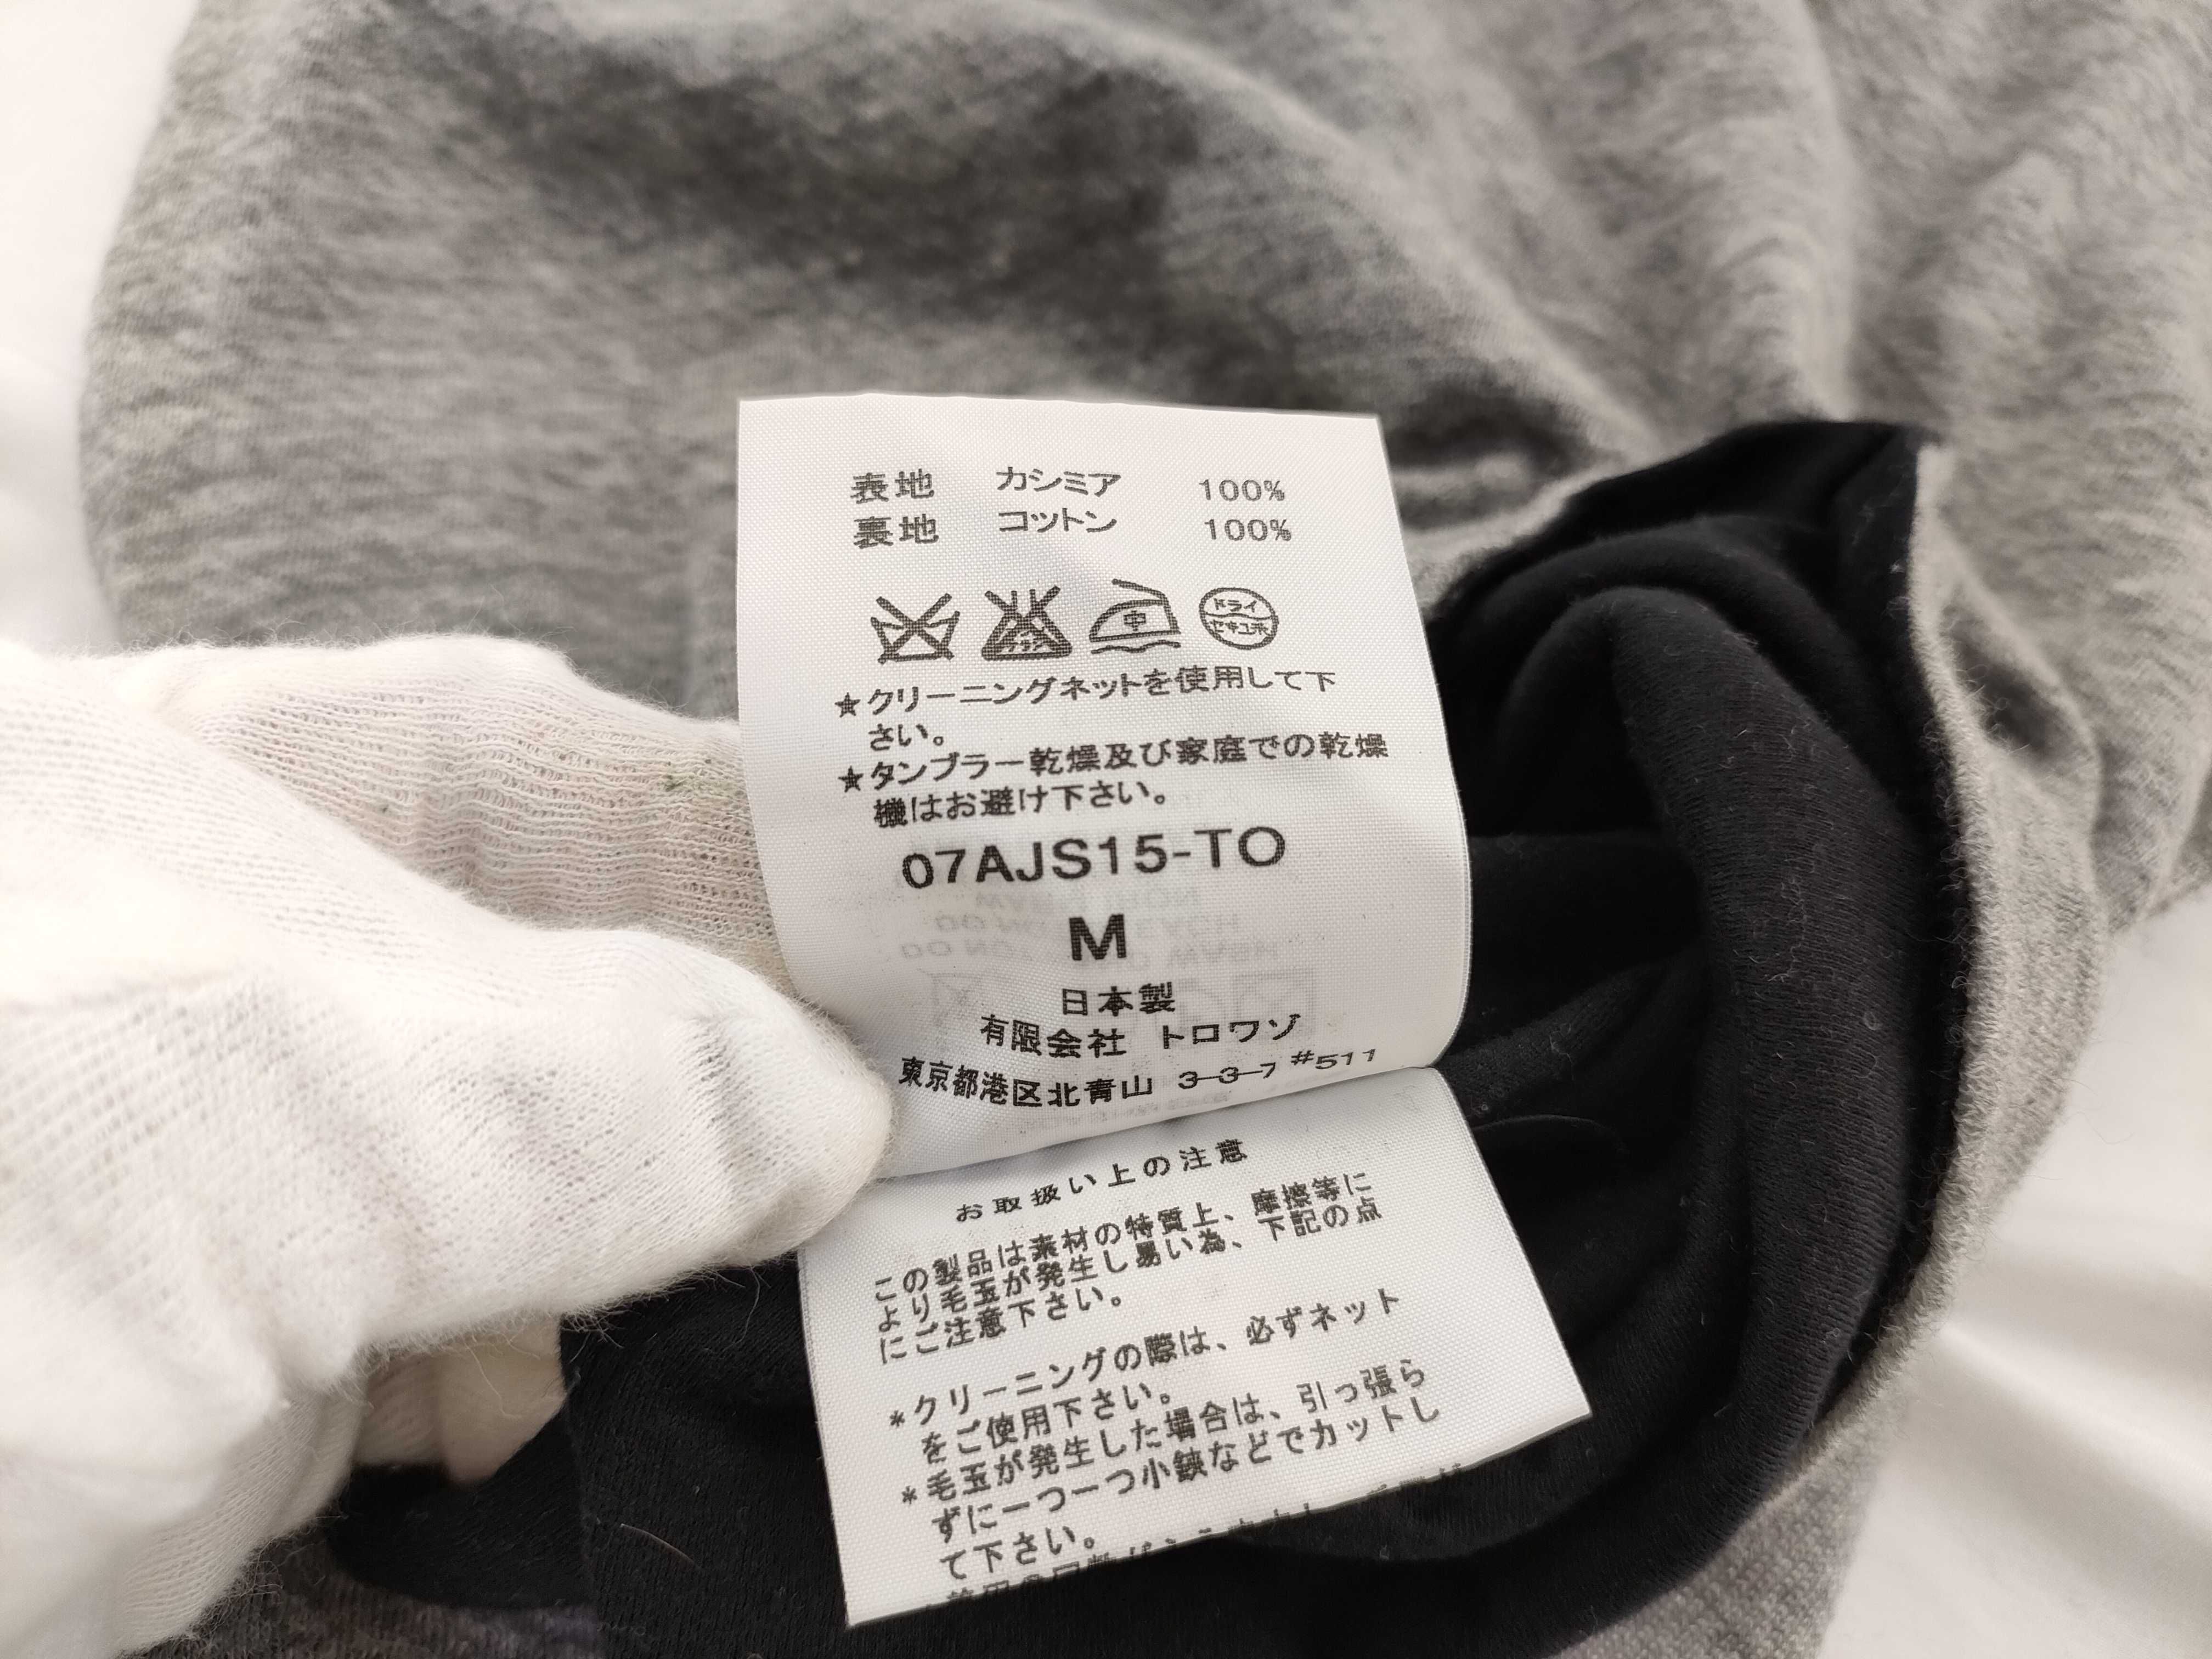 表地 カシミア 100%
裏地 コットン 100%
中
ドライ
セキユ系
★クリーニングネットを使用して下
さい。
★タンブラー乾燥及び家庭での乾燥
機はお避け下さい。
07AJS15-TO
M
日本製
有限会社 トロワゾ
東京都港区北青山 3-3-7 #511
お取扱い上の注意
この製品は素材の特質上、摩擦等に
より毛玉が発生し易い為、下記の点
にご注意下さい。
*クリーニングの際は、必ずネット
をご使用下さい。
*毛玉が発生した場合は、引っ張ら
ずに一つ一つ小鋏などでカットし
て下さい。